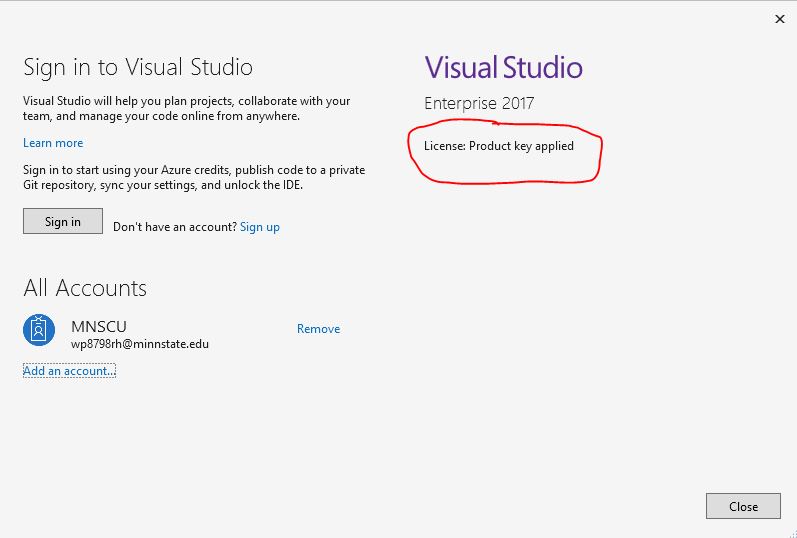 Sign in to Visual Studio
Visual Studio will help you plan projects, collaborate with your
team, and manage your code online from anywhere.
Learn more
Sign in to start using your Azure credits, publish code to a private
Git repository, sync your settings, and unlock the IDE.
Sign in
Don't have an account? Sign up
All Accounts
MNSCU
wp8798rh@minnstate.edu
Remove
Add an account...
Visual Studio
Enterprise 2017
License: Product key applied
Close